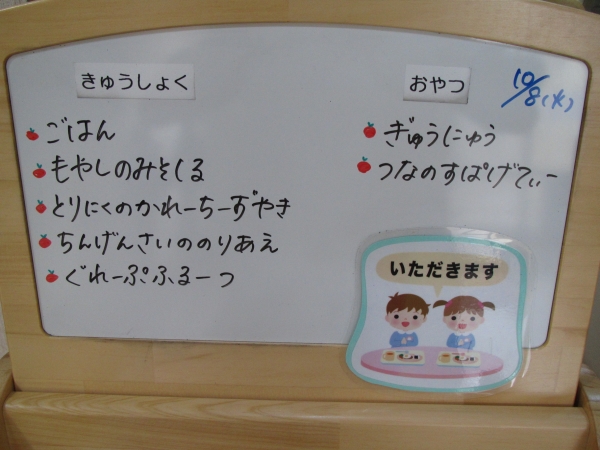 きゅうしょく
ごはん
もやしのみそしる
とりにくのかれーちーずやき
ちんげんさいののりあえ
ぐれーぷふるーつ
おやつ
10/8(水)
ぎゅうにゅう
つなのすぱげてぃー
いただきます